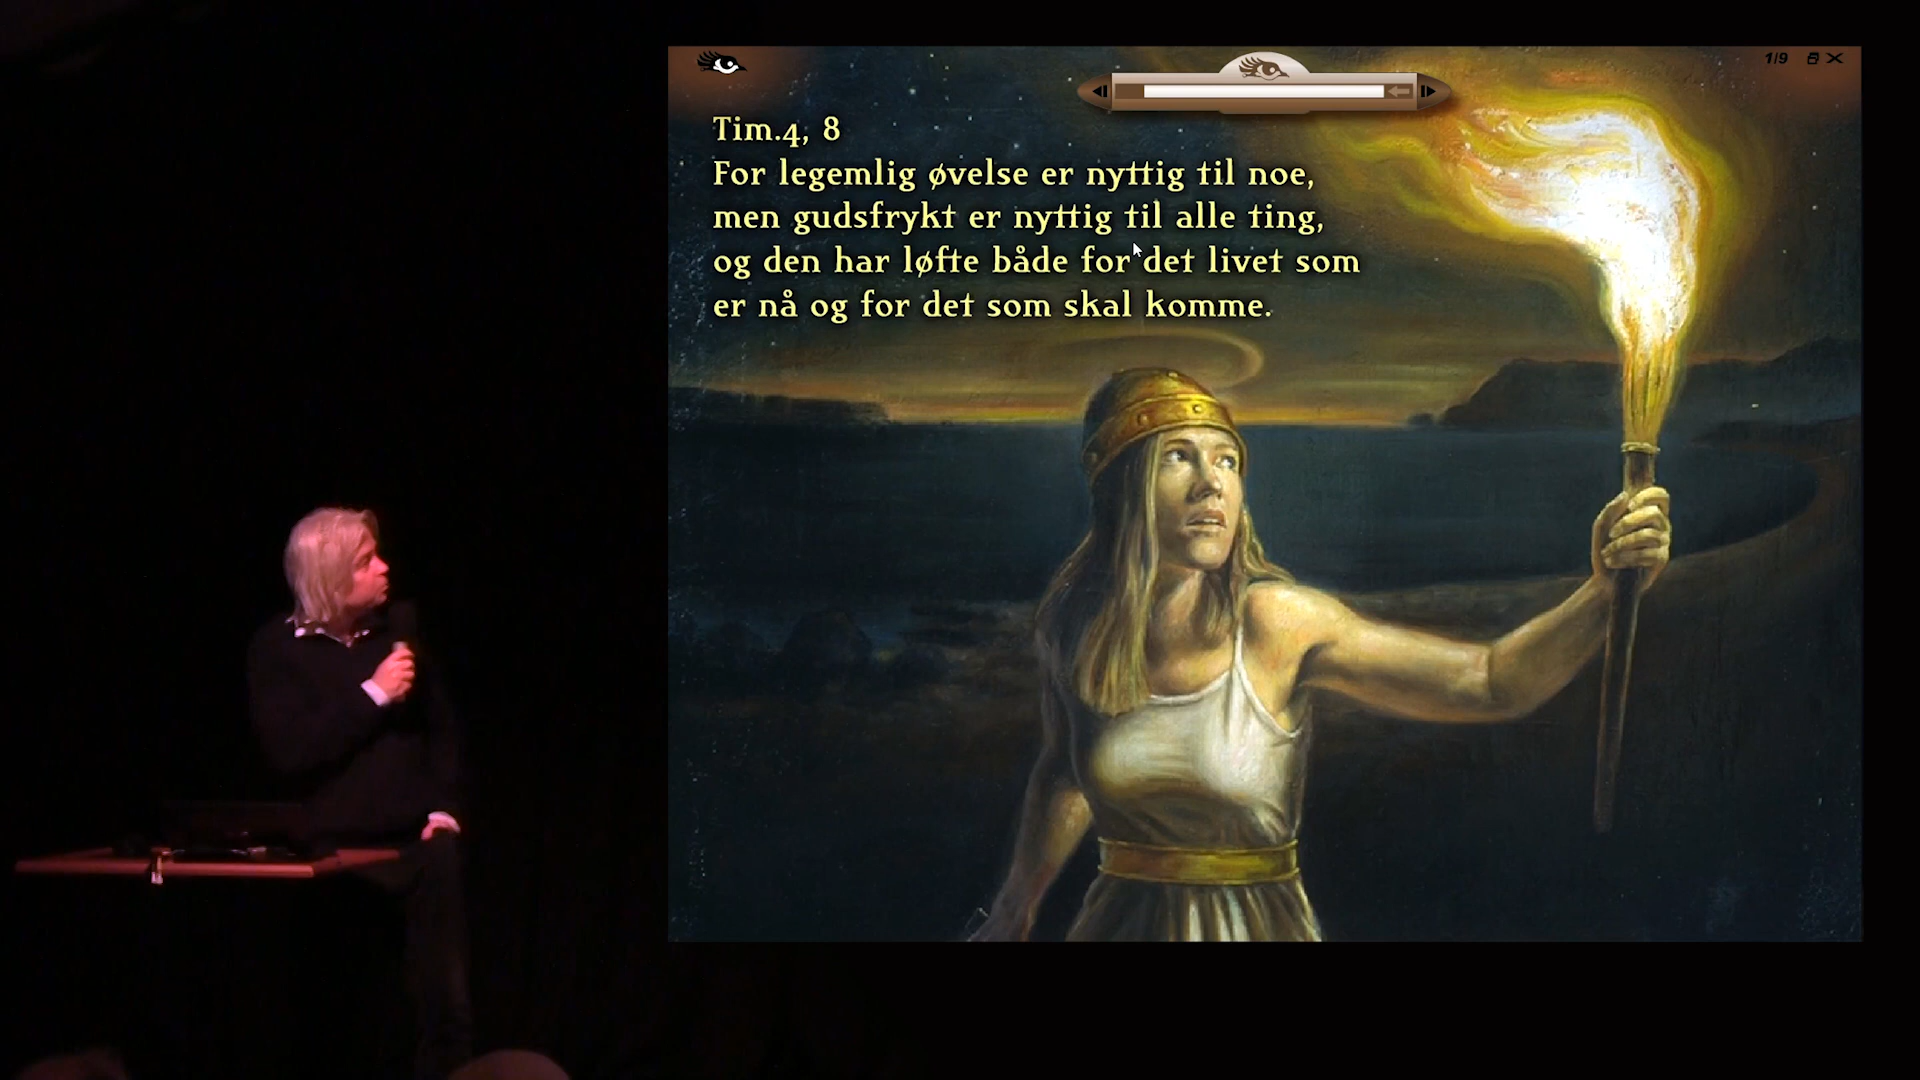 1/9
Tim.4, 8
For legemlig øvelse er nyttig til noe,
men gudsfrykt er nyttig til alle ting,
og den har løfte både for det livet som
er nå og for det som skal komme.